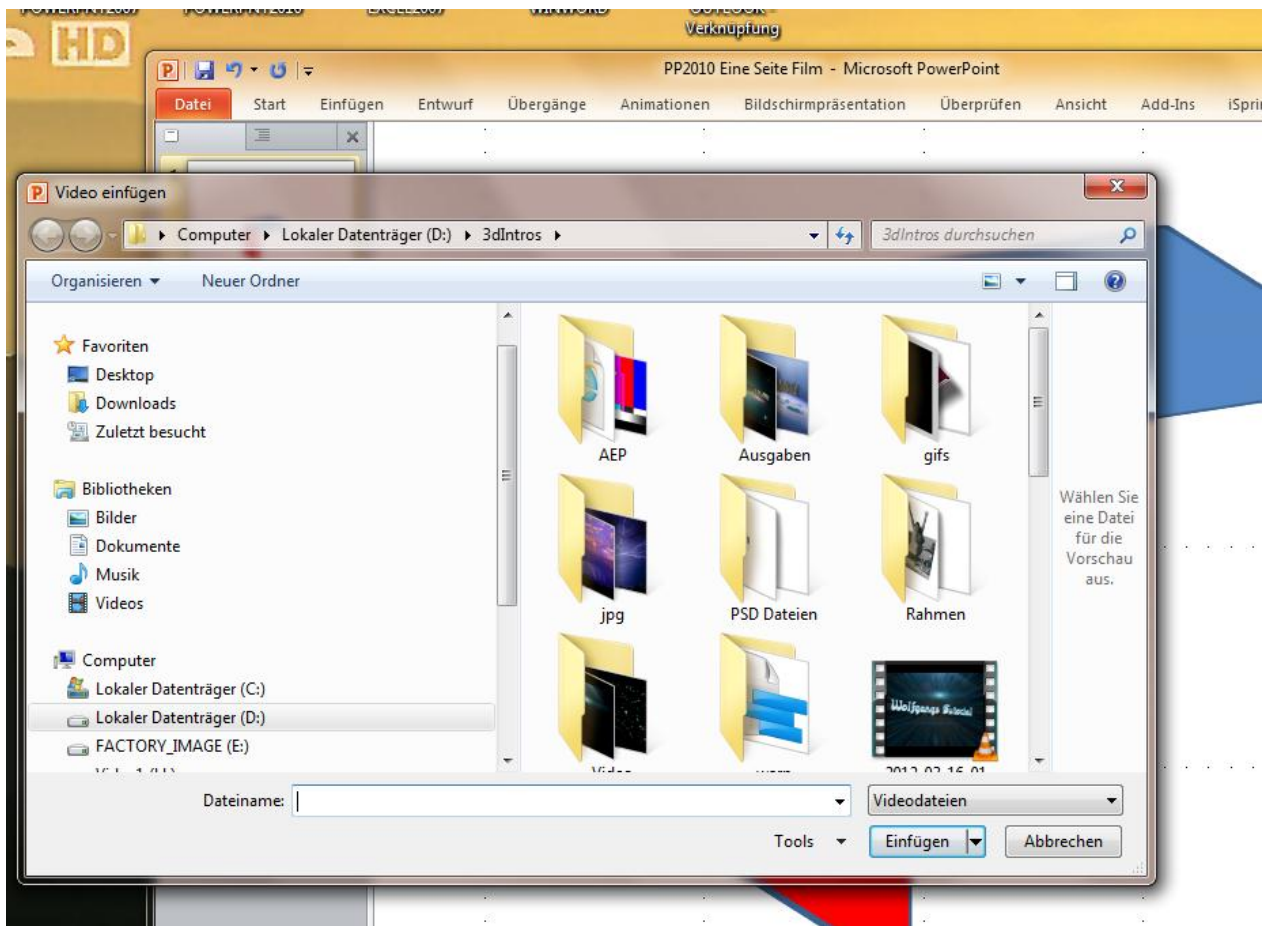 Verknüpfung
HD
PP2010 Eine Seite Film - Microsoft PowerPoint
Datei Start Einfügen Entwurf Übergänge Animationen Bildschirmpräsentation Überprüfen Ansicht Add-Ins
Video einfügen
Computer Lokaler Datenträger (D:) 3dIntros
3dIntros durchsuchen
Organisieren Neuer Ordner
Favoriten
Desktop
Downloads
Zuletzt besucht
Bibliotheken
Bilder
Dokumente
Musik
Videos
Computer
Lokaler Datenträger (C:)
Lokaler Datenträger (D:)
FACTORY_IMAGE (E:)
AEP Ausgaben gifs
jpg PSD Dateien Rahmen
Wolfgangs Tutorial
Wählen Sie
eine Datei
für die
Vorschau
aus.
Dateiname:
Videodateien
Tools Einfügen Abbrechen